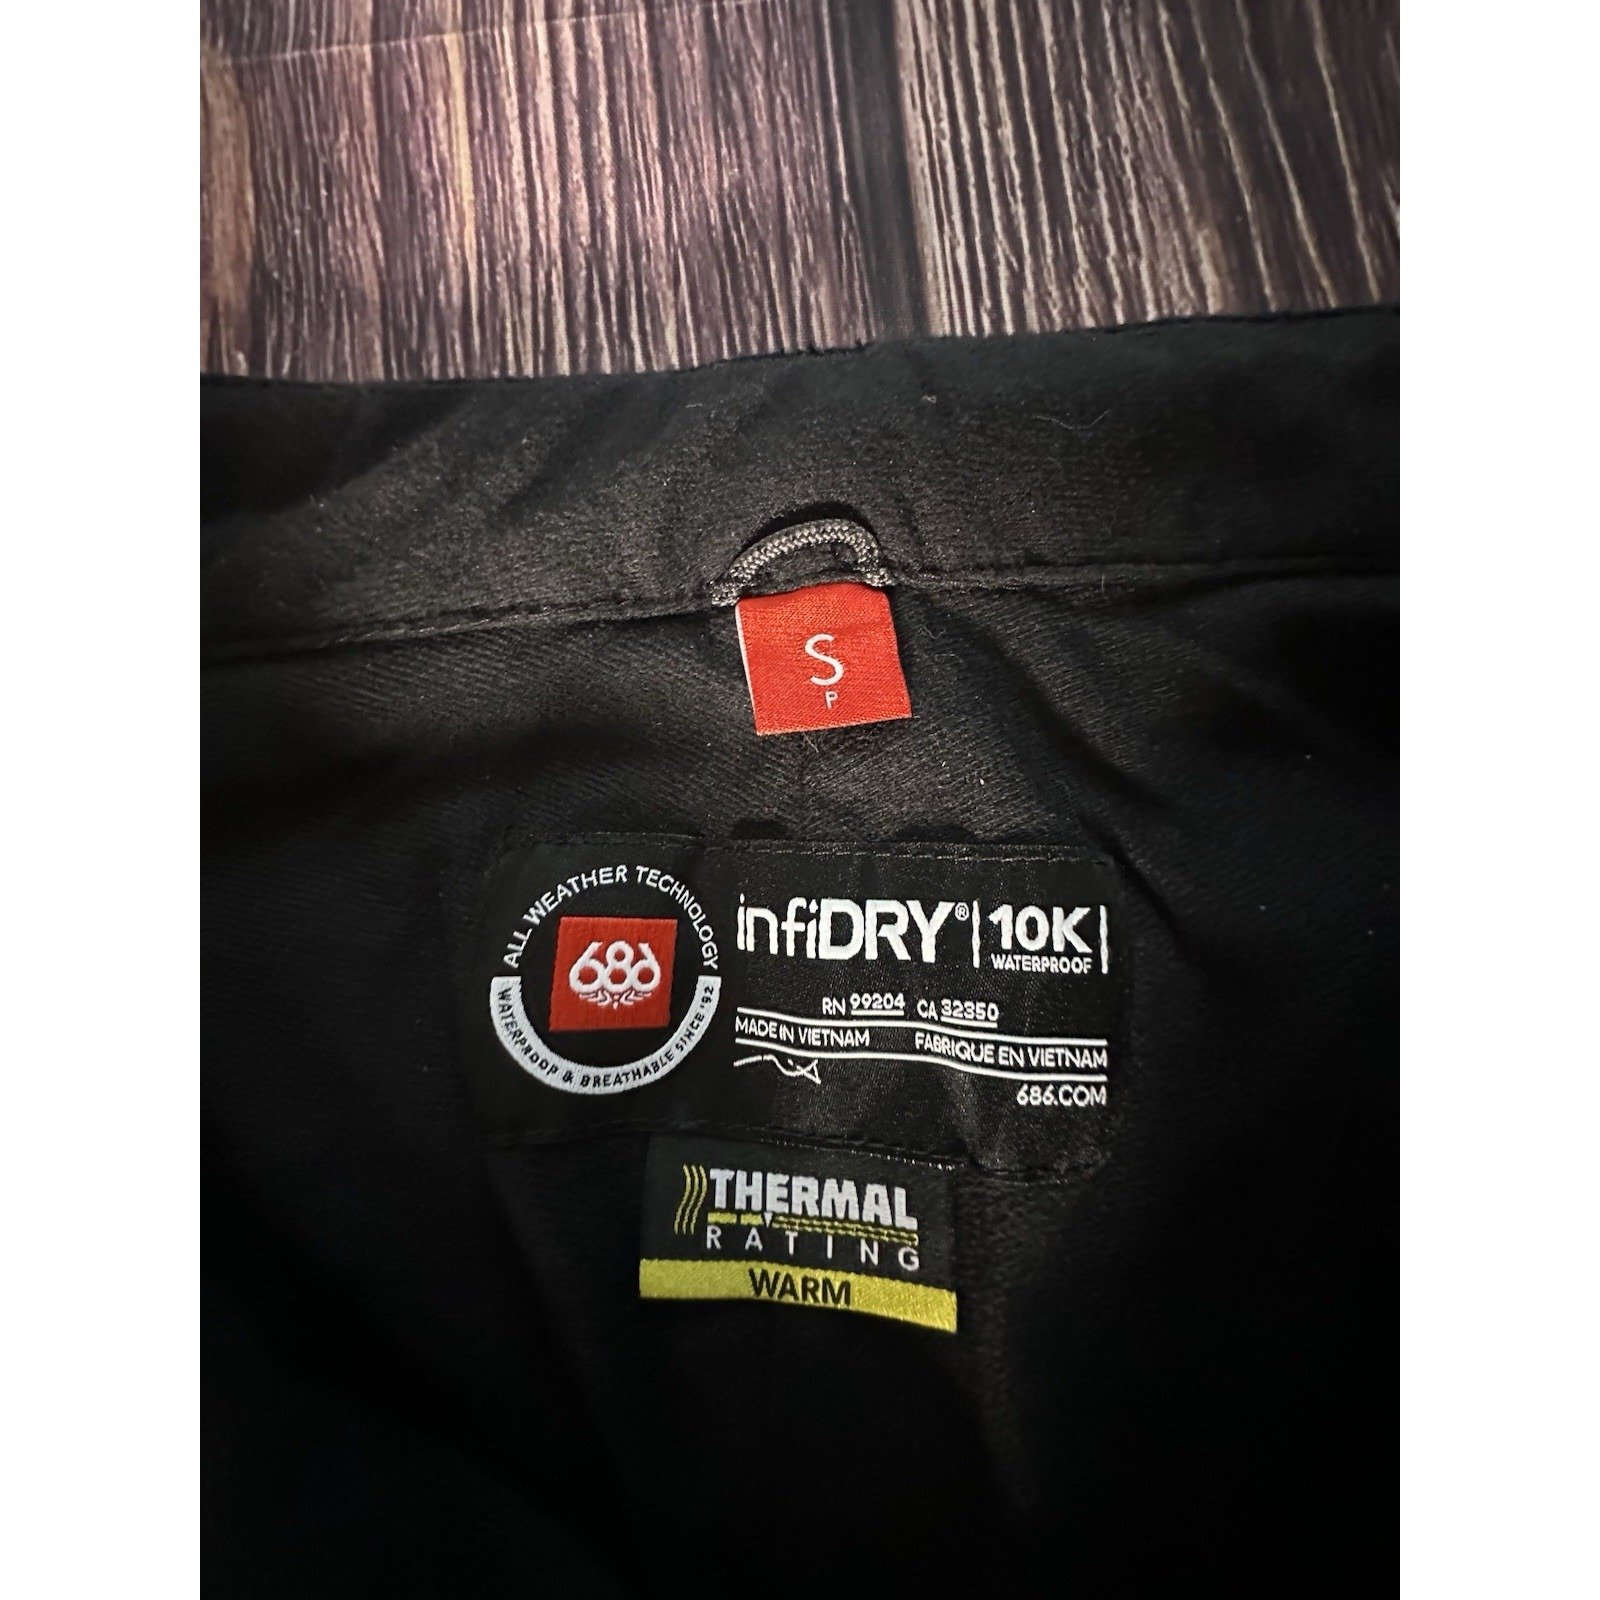 S
P
ALL WEATHER TECHNOLOGY
686
WATERPROOF & BREATHABLE SINCE '92
infiDRY® | 10K |
WATERPROOF
RN 99204 CA 32350
MADE IN VIETNAM FABRIQUE EN VIETNAM
686.COM
THERMAL
RATING
WARM